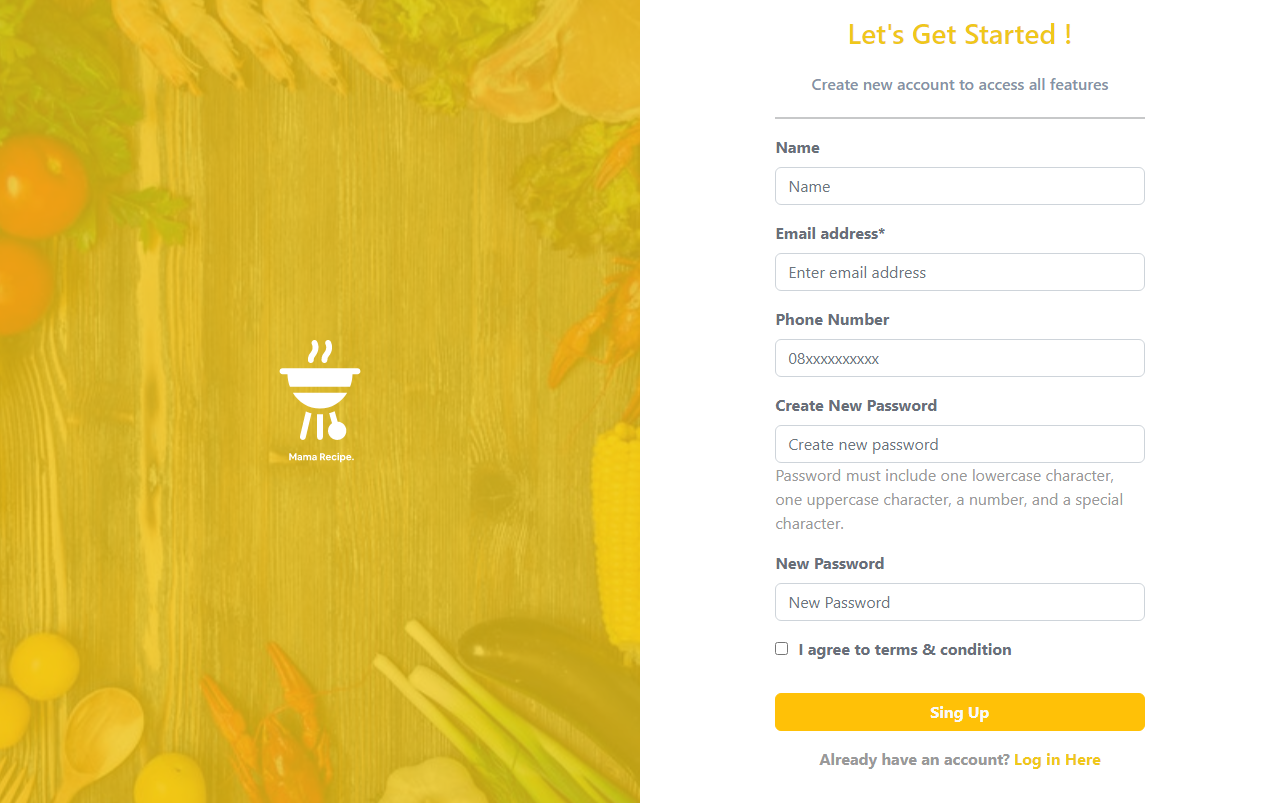 Mama Recipe.
Let's Get Started !
Create new account to access all features
Name
Name
Email address*
Enter email address
Phone Number
08xxxxxxxxxx
Create New Password
Create new password
Password must include one lowercase character,
one uppercase character, a number, and a special
character.
New Password
New Password
I agree to terms & condition
Sing Up
Already have an account? Log in Here